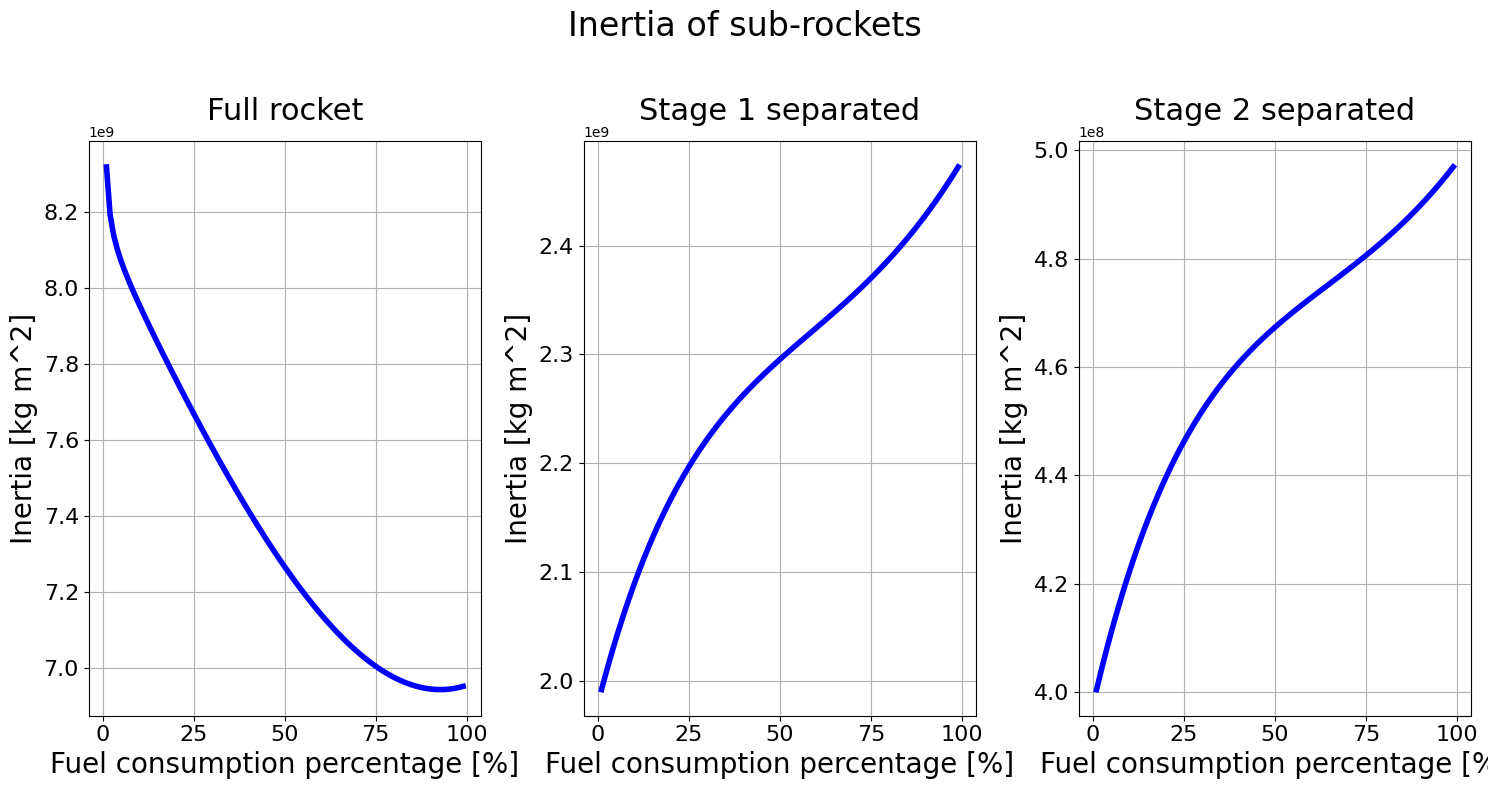 Inertia of sub-rockets
Full rocket
1e9
8.2
8.0
7.8
7.6
7.4
7.2
7.0
Inertia [kg m^2]
0 25 50 75 100
Fuel consumption percentage [%]
Stage 1 separated
1e9
2.4
2.3
2.2
2.1
2.0
Inertia [kg m^2]
0 25 50 75 100
Fuel consumption percentage [%]
Stage 2 separated
1e8
5.0
4.8
4.6
4.4
4.2
4.0
Inertia [kg m^2]
0 25 50 75 100
Fuel consumption percentage [%